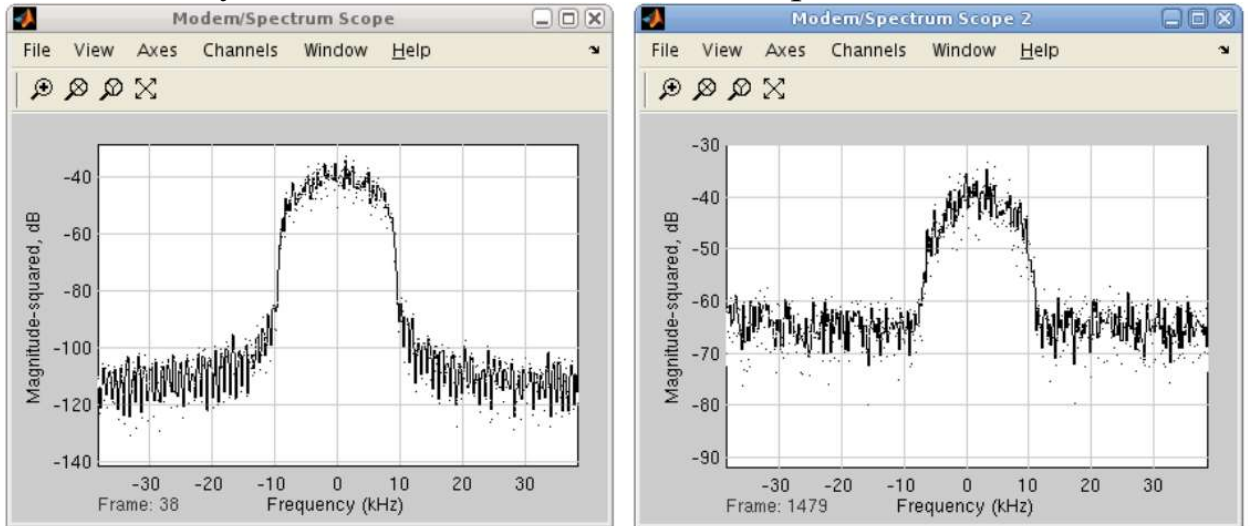 Modem/Spectrum Scope
File View Axes Channels Window Help
-40
-60
-80
-100
-120
-140
Magnitude-squared, dB
-30 -20 -10 0 10 20 30
Frame: 38 Frequency (kHz)
Modem/Spectrum Scope 2
File View Axes Channels Window Help
-30
-40
-50
-60
-70
-80
-90
Magnitude-squared, dB
-30 -20 -10 0 10 20 30
Frame: 1479 Frequency (kHz)